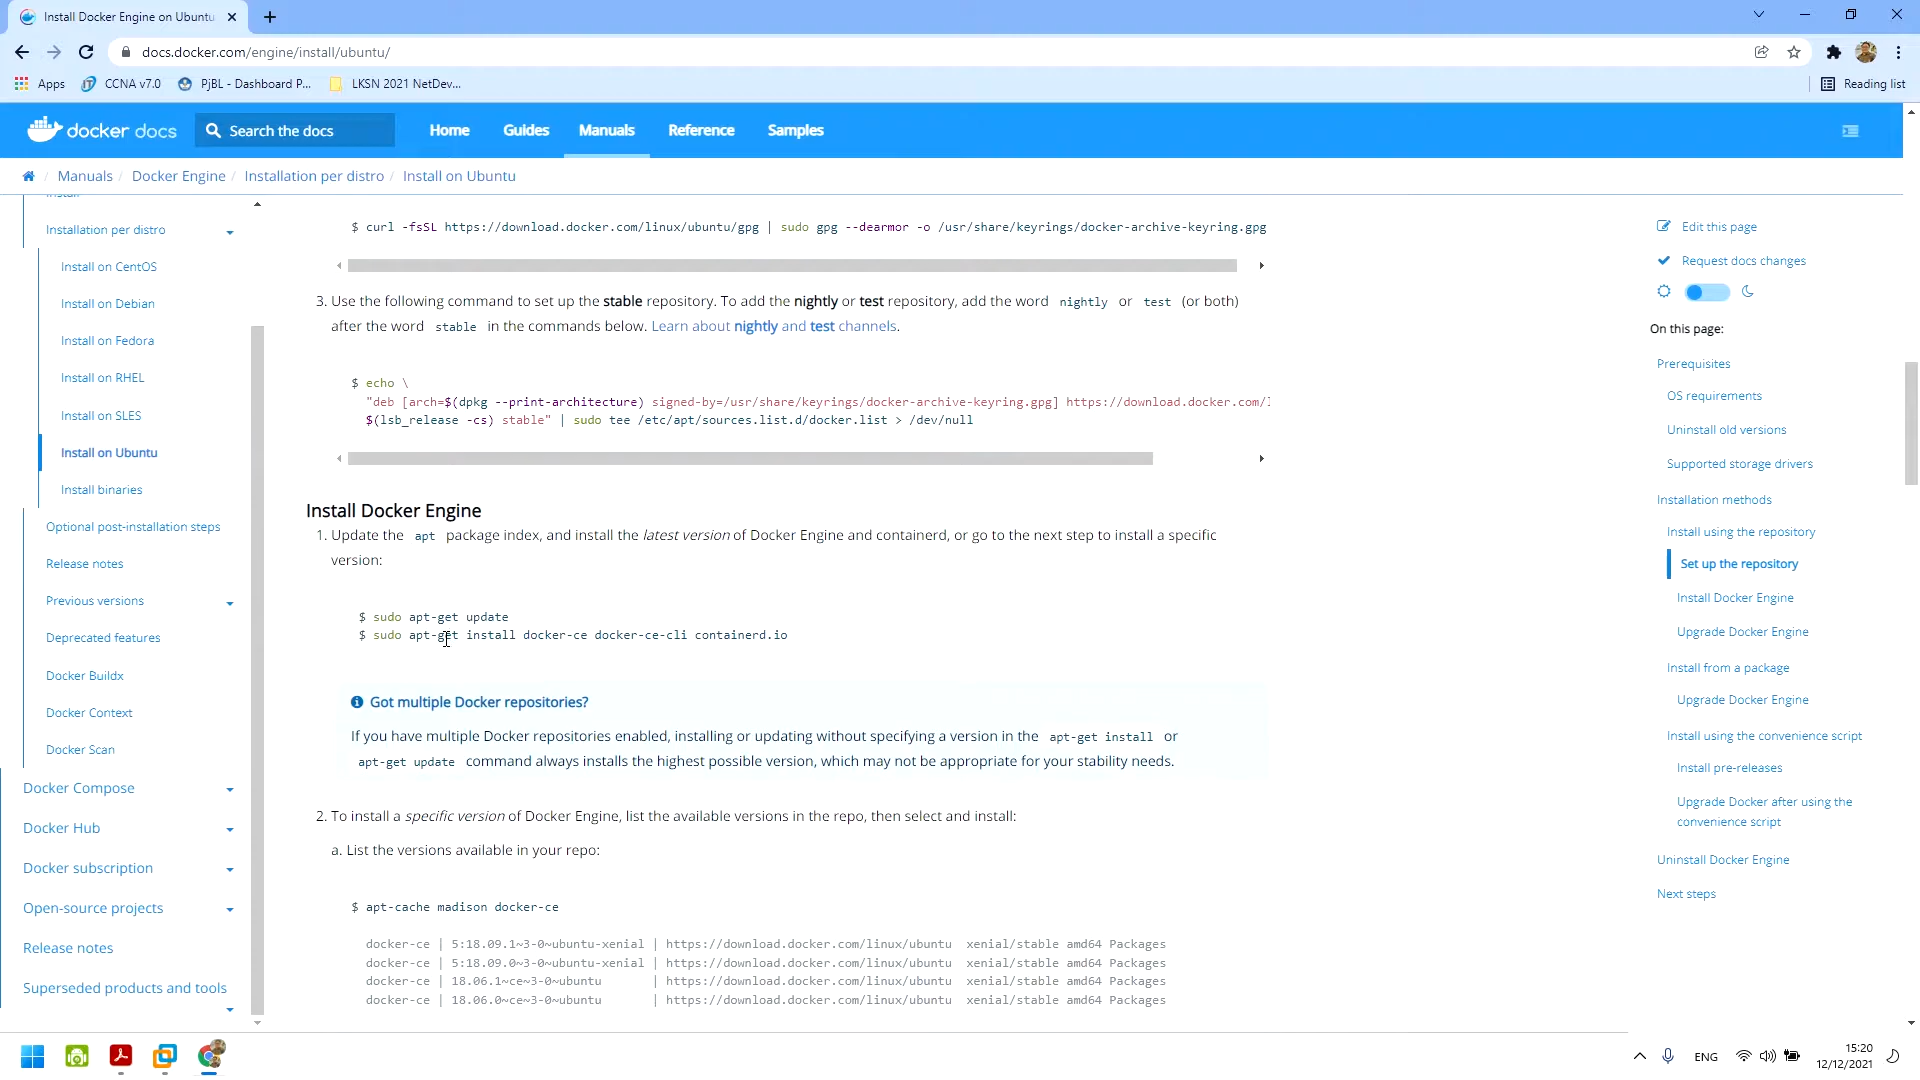 Install Docker Engine on Ubuntu
docs.docker.com/engine/install/ubuntu/
Apps
CCNA v7.0
PjBL - Dashboard P...
LKSN 2021 NetDev...
Reading list
docker docs
Search the docs
Home
Guides
Manuals
Reference
Samples
Manuals / Docker Engine / Installation per distro / Install on Ubuntu
Install
Installation per distro
Install on CentOS
Install on Debian
Install on Fedora
Install on RHEL
Install on SLES
Install on Ubuntu
Install binaries
Optional post-installation steps
Release notes
Previous versions
Deprecated features
Docker Buildx
Docker Context
Docker Scan
Docker Compose
Docker Hub
Docker subscription
Open-source projects
Release notes
Superseded products and tools
$ curl -fsSL https://download.docker.com/linux/ubuntu/gpg | sudo gpg --dearmor -o /usr/share/keyrings/docker-archive-keyring.gpg
3. Use the following command to set up the stable repository. To add the nightly or test repository, add the word nightly or test (or both)
after the word stable in the commands below. Learn about nightly and test channels.
$ echo \
"deb [arch=$(dpkg --print-architecture) signed-by=/usr/share/keyrings/docker-archive-keyring.gpg] https://download.docker.com/l
$(lsb_release -cs) stable" | sudo tee /etc/apt/sources.list.d/docker.list > /dev/null
Install Docker Engine
1. Update the apt package index, and install the latest version of Docker Engine and containerd, or go to the next step to install a specific
version:
$ sudo apt-get update
$ sudo apt-get install docker-ce docker-ce-cli containerd.io
Got multiple Docker repositories?
If you have multiple Docker repositories enabled, installing or updating without specifying a version in the apt-get install or
apt-get update command always installs the highest possible version, which may not be appropriate for your stability needs.
2. To install a specific version of Docker Engine, list the available versions in the repo, then select and install:
a. List the versions available in your repo:
$ apt-cache madison docker-ce
docker-ce | 5:18.09.1~3-0~ubuntu-xenial | https://download.docker.com/linux/ubuntu xenial/stable amd64 Packages
docker-ce | 5:18.09.0~3-0~ubuntu-xenial | https://download.docker.com/linux/ubuntu xenial/stable amd64 Packages
docker-ce | 18.06.1~ce~3-0~ubuntu | https://download.docker.com/linux/ubuntu xenial/stable amd64 Packages
docker-ce | 18.06.0~ce~3-0~ubuntu | https://download.docker.com/linux/ubuntu xenial/stable amd64 Packages
Edit this page
Request docs changes
On this page:
Prerequisites
OS requirements
Uninstall old versions
Supported storage drivers
Installation methods
Install using the repository
Set up the repository
Install Docker Engine
Upgrade Docker Engine
Install from a package
Upgrade Docker Engine
Install using the convenience script
Install pre-releases
Upgrade Docker after using the
convenience script
Uninstall Docker Engine
Next steps
ENG
15:20
12/12/2021